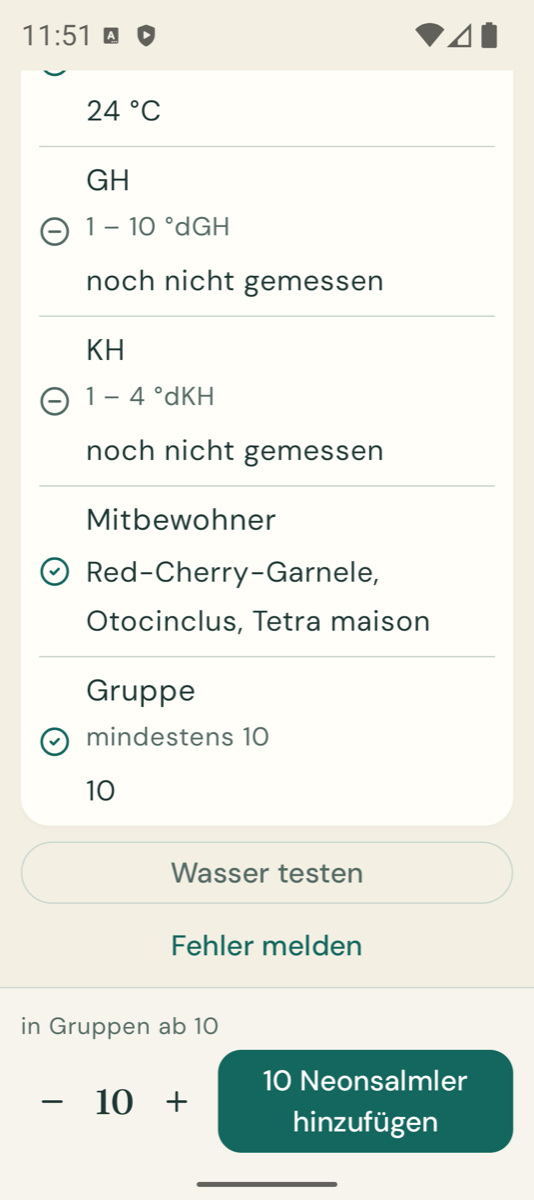 11:51
24 °C
GH
1 – 10 °dGH
noch nicht gemessen
KH
1 – 4 °dKH
noch nicht gemessen
Mitbewohner
Red-Cherry-Garnele,
Otocinclus, Tetra maison
Gruppe
mindestens 10
10
Wasser testen
Fehler melden
in Gruppen ab 10
− 10 +
10 Neonsalmler
hinzufügen